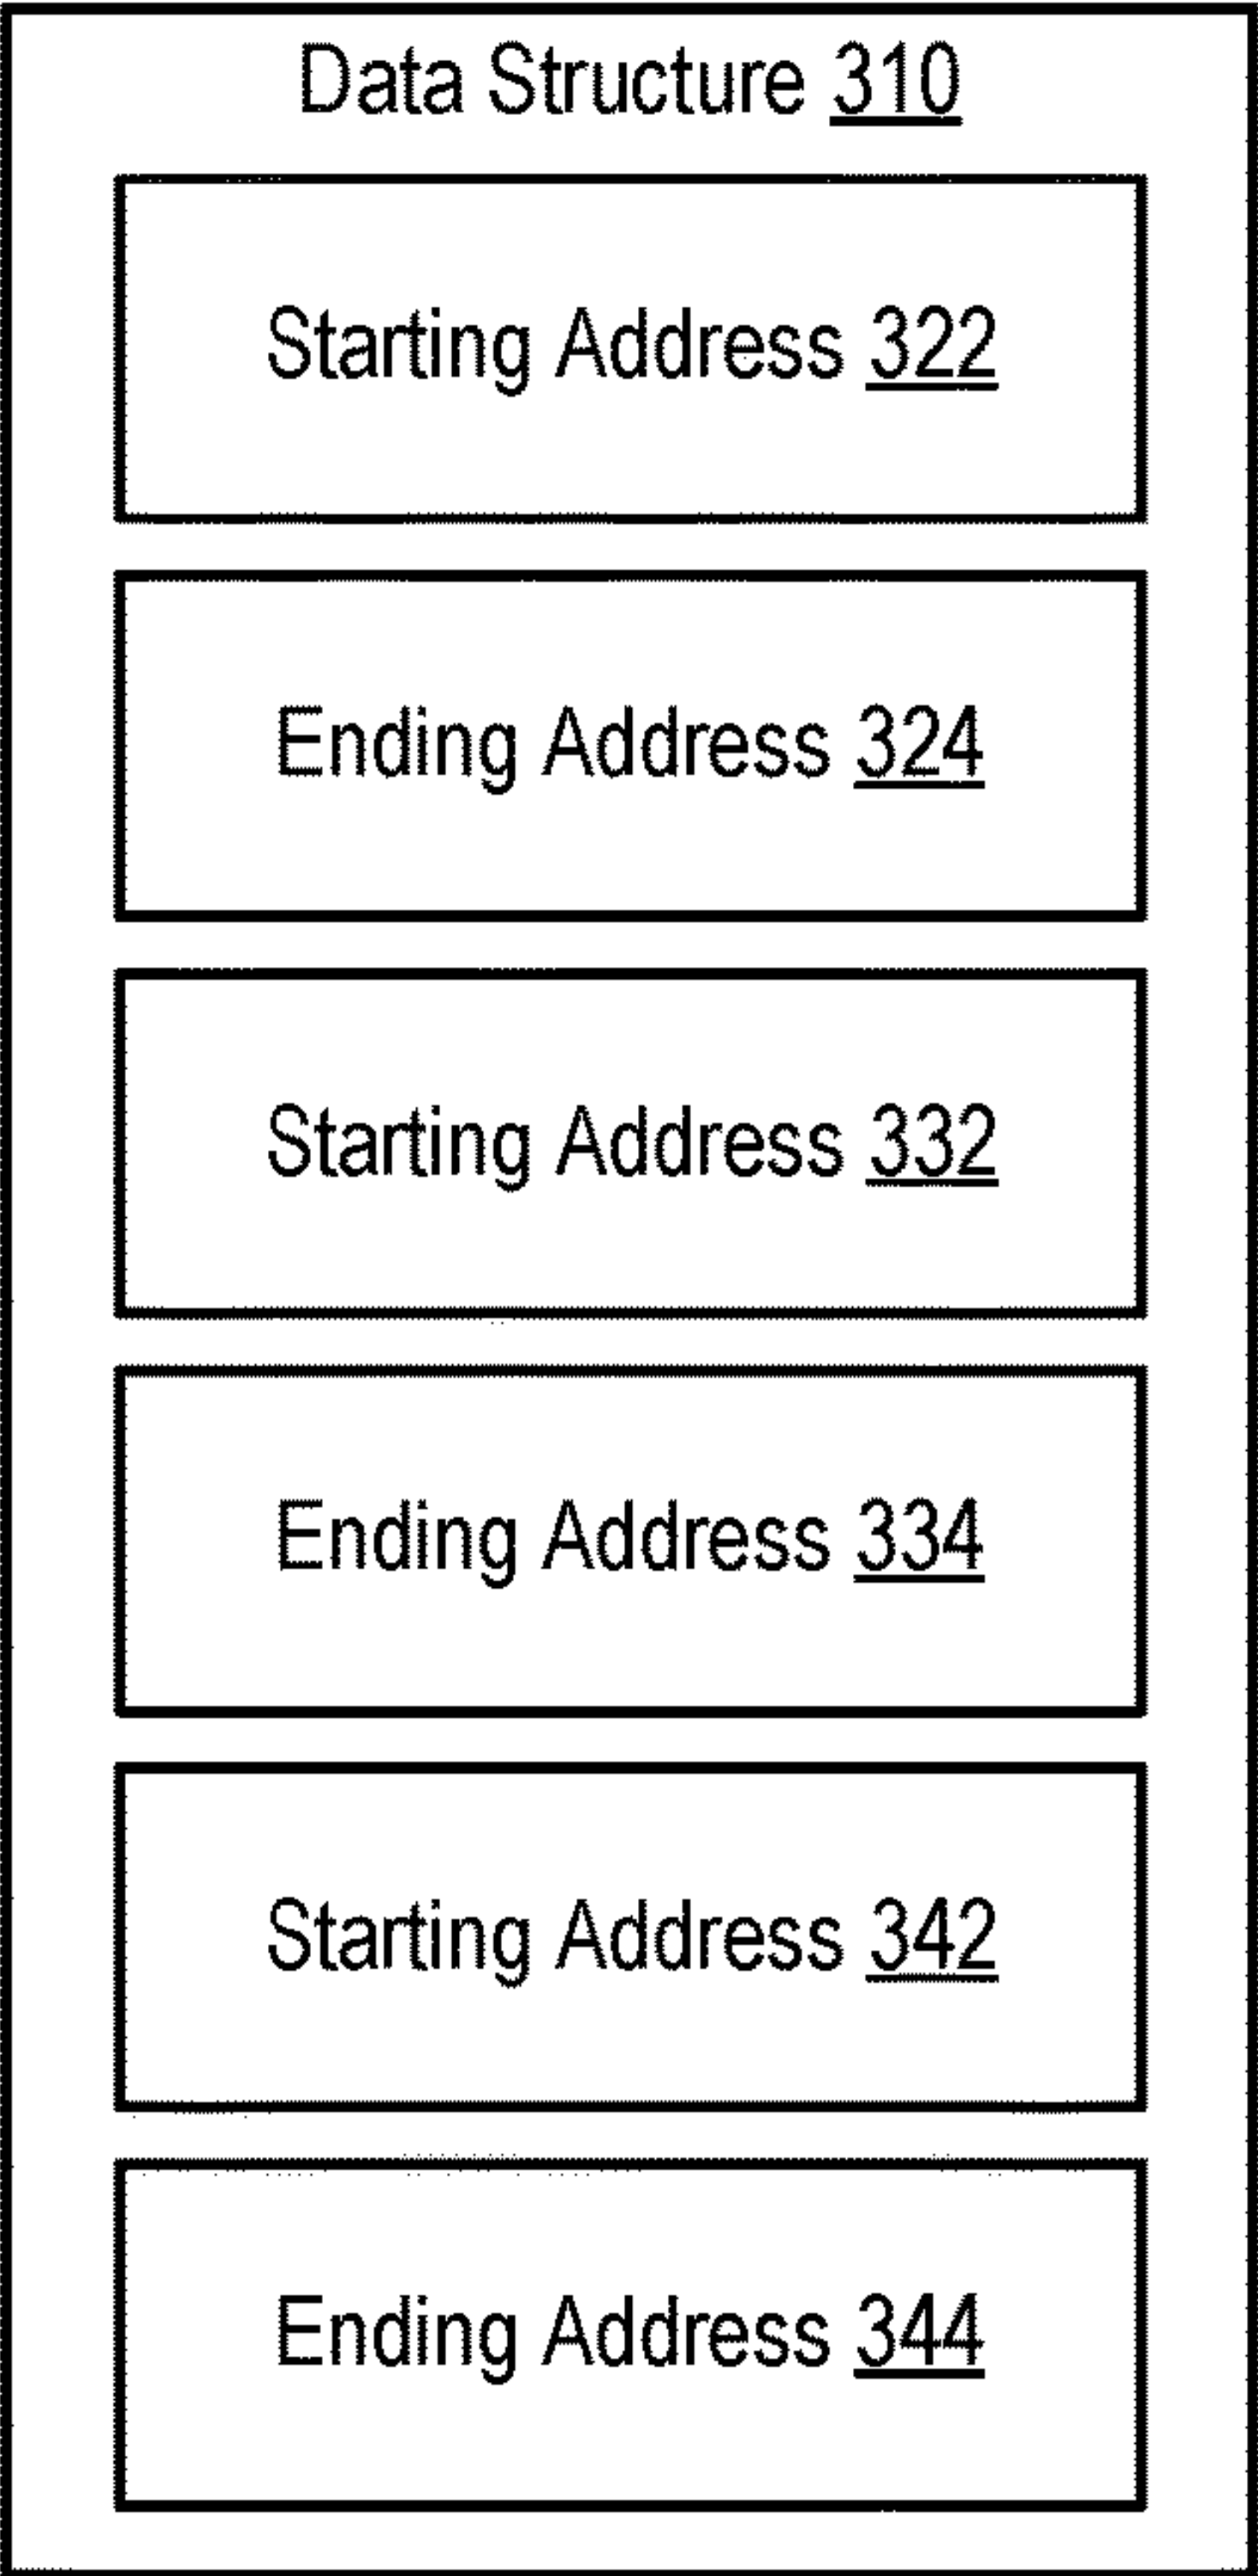 Data Structure 310
Starting Address 322
Ending Address 324
Starting Address 332
Ending Address 334
Starting Address 342
Ending Address 344